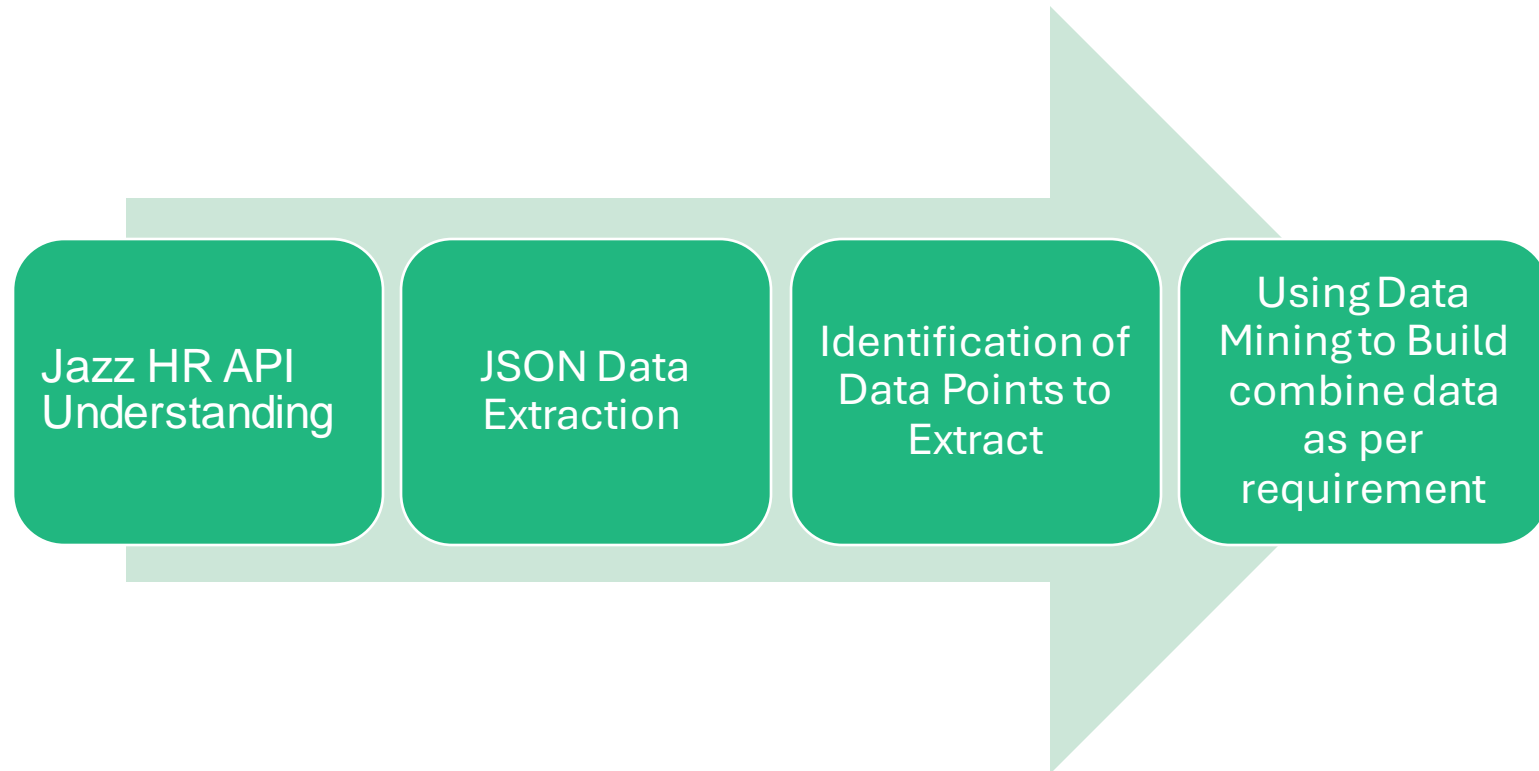 Jazz HR API
Understanding
JSON Data
Extraction
Identification of
Data Points to
Extract
Using Data
Mining to Build
combine data
as per
requirement